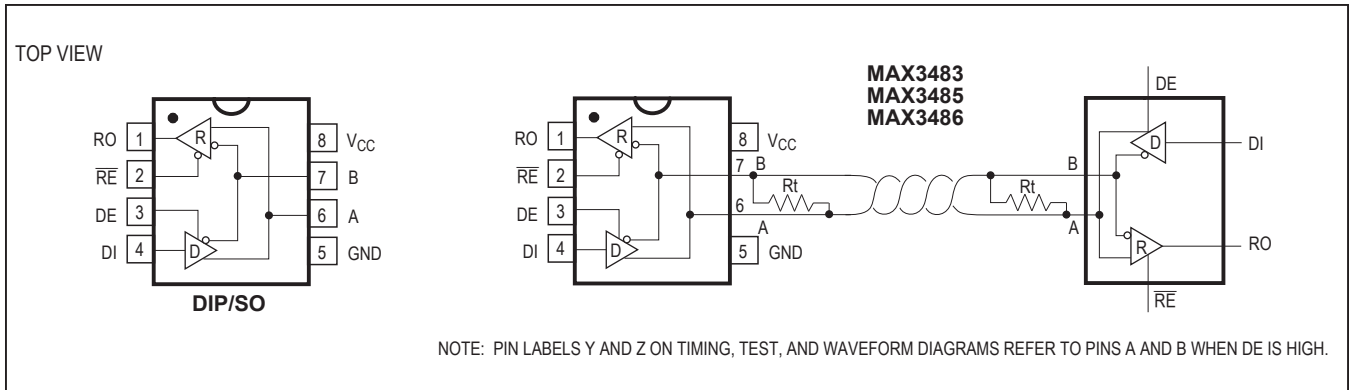 TOP VIEW
RO 1
RE 2
DE 3
DI 4
8 VCC
7 B
6 A
5 GND
R
D
DIP/SO
RO 1
RE 2
DE 3
DI 4
8 VCC
7 B
6 A
5 GND
R
D
Rt
MAX3483
MAX3485
MAX3486
Rt
B
A
DE
D
DI
R
RO
RE
NOTE: PIN LABELS Y AND Z ON TIMING, TEST, AND WAVEFORM DIAGRAMS REFER TO PINS A AND B WHEN DE IS HIGH.